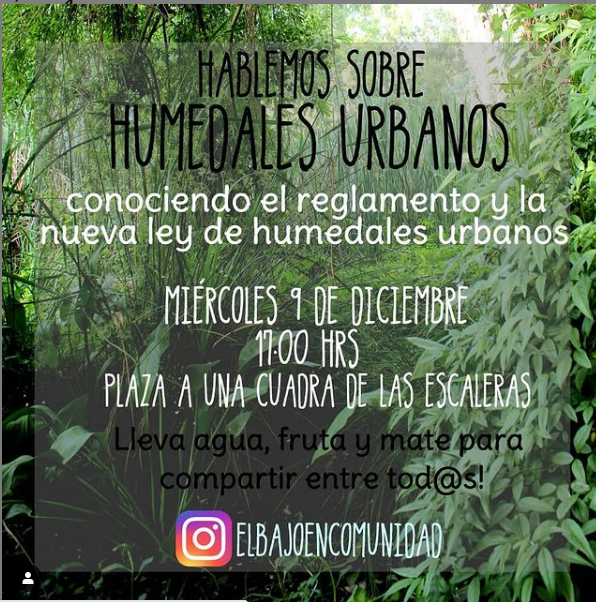 HABLEMOS SOBRE
HUMEDALES URBANOS
conociendo el reglamento y la
nueva ley de humedales urbanos
MIÉRCOLES 9 DE DICIEMBRE
17:00 HRS
PLAZA A UNA CUADRA DE LAS ESCALERAS
Lleva agua, fruta y mate para
compartir entre tod@s!
ELBAJOENCOMUNIDAD